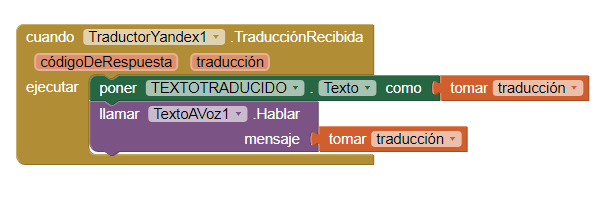 cuando TraductorYandex1 .TraducciónRecibida
códigoDeRespuesta traducción
ejecutar poner TEXTOTRADUCIDO . Texto como tomar traducción
llamar TextoAVoz1 .Hablar
mensaje tomar traducción